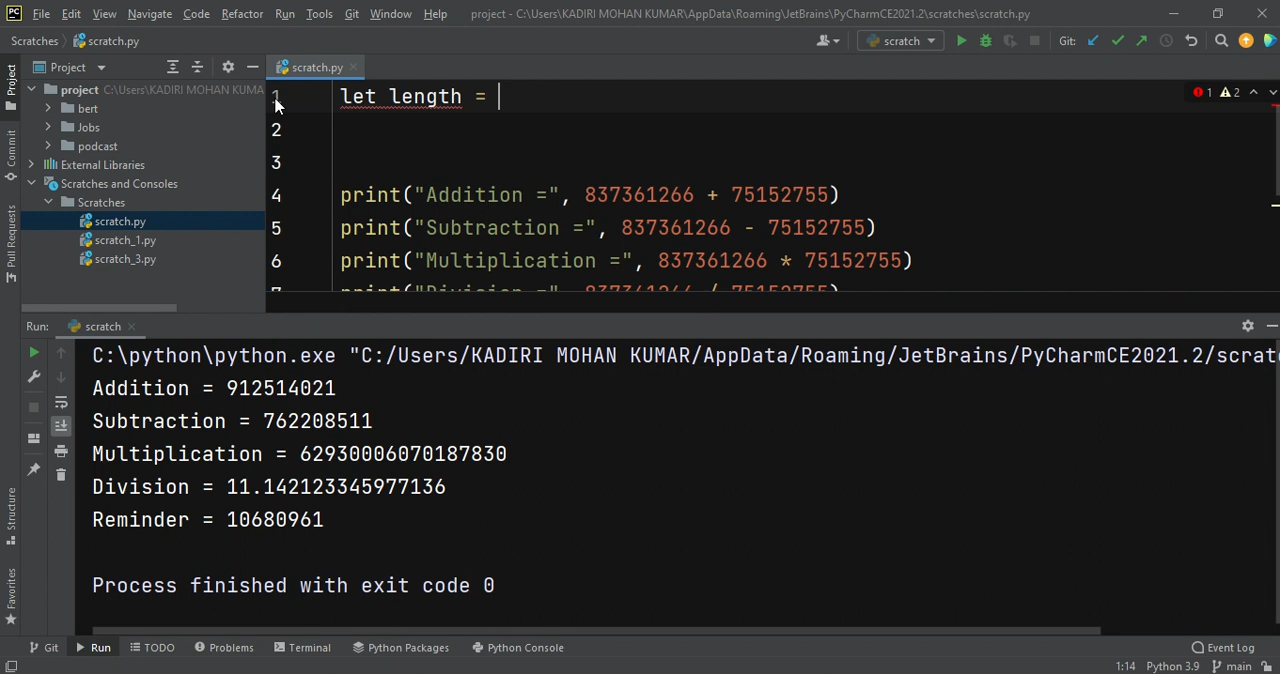 PC File Edit View Navigate Code Refactor Run Tools Git Window Help project - C:\Users\KADIRI MOHAN KUMAR\AppData\Roaming\JetBrains\PyCharmCE2021.2\scratches\scratch.py
Scratches scratch.py scratch Git:
Project scratch.py
project C:\Users\KADIRI MOHAN KUMA
bert
Jobs
podcast
External Libraries
Scratches and Consoles
Scratches
scratch.py
scratch_1.py
scratch_3.py
Project
Commit
Pull Requests
Structure
Favorites
1 let length = 1 2
2
3
4 print("Addition =", 837361266 + 75152755)
5 print("Subtraction =", 837361266 - 75152755)
6 print("Multiplication =", 837361266 * 75152755)
7 print("Division =", 837361266 / 75152755)
Run: scratch
C:\python\python.exe "C:/Users/KADIRI MOHAN KUMAR/AppData/Roaming/JetBrains/PyCharmCE2021.2/scrat
Addition = 912514021
Subtraction = 762208511
Multiplication = 62930006070187830
Division = 11.142123345977136
Reminder = 10680961
Process finished with exit code 0
Git Run TODO Problems Terminal Python Packages Python Console Event Log
1:14 Python 3.9 main